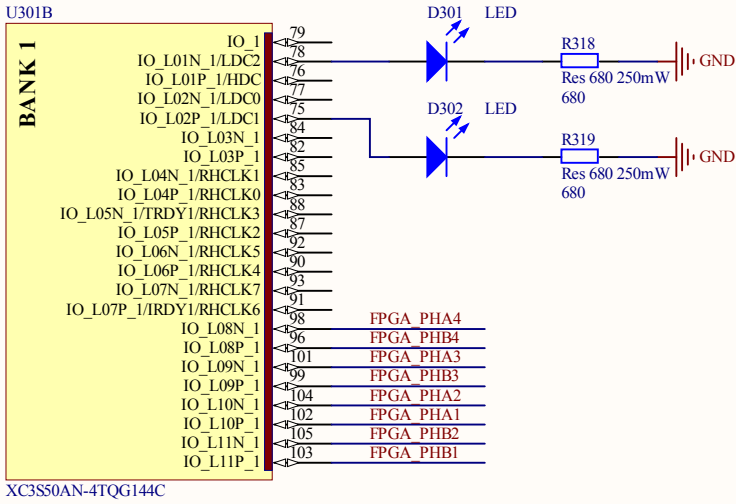 U301B
BANK 1
IO_1 79
IO_L01N_1/LDC2 78
IO_L01P_1/HDC 76
IO_L02N_1/LDC0 77
IO_L02P_1/LDC1 75
IO_L03N_1 84
IO_L03P_1 82
IO_L04N_1/RHCLK1 85
IO_L04P_1/RHCLK0 83
IO_L05N_1/TRDY1/RHCLK3 88
IO_L05P_1/RHCLK2 87
IO_L06N_1/RHCLK5 92
IO_L06P_1/RHCLK4 90
IO_L07N_1/RHCLK7 93
IO_L07P_1/IRDY1/RHCLK6 91
IO_L08N_1 98 FPGA_PHA4
IO_L08P_1 96 FPGA_PHB4
IO_L09N_1 101 FPGA_PHA3
IO_L09P_1 99 FPGA_PHB3
IO_L10N_1 104 FPGA_PHA2
IO_L10P_1 102 FPGA_PHA1
IO_L11N_1 105 FPGA_PHB2
IO_L11P_1 103 FPGA_PHB1
XC3S50AN-4TQG144C
D301 LED
R318
Res 680 250mW
680
GND
D302 LED
R319
Res 680 250mW
680
GND